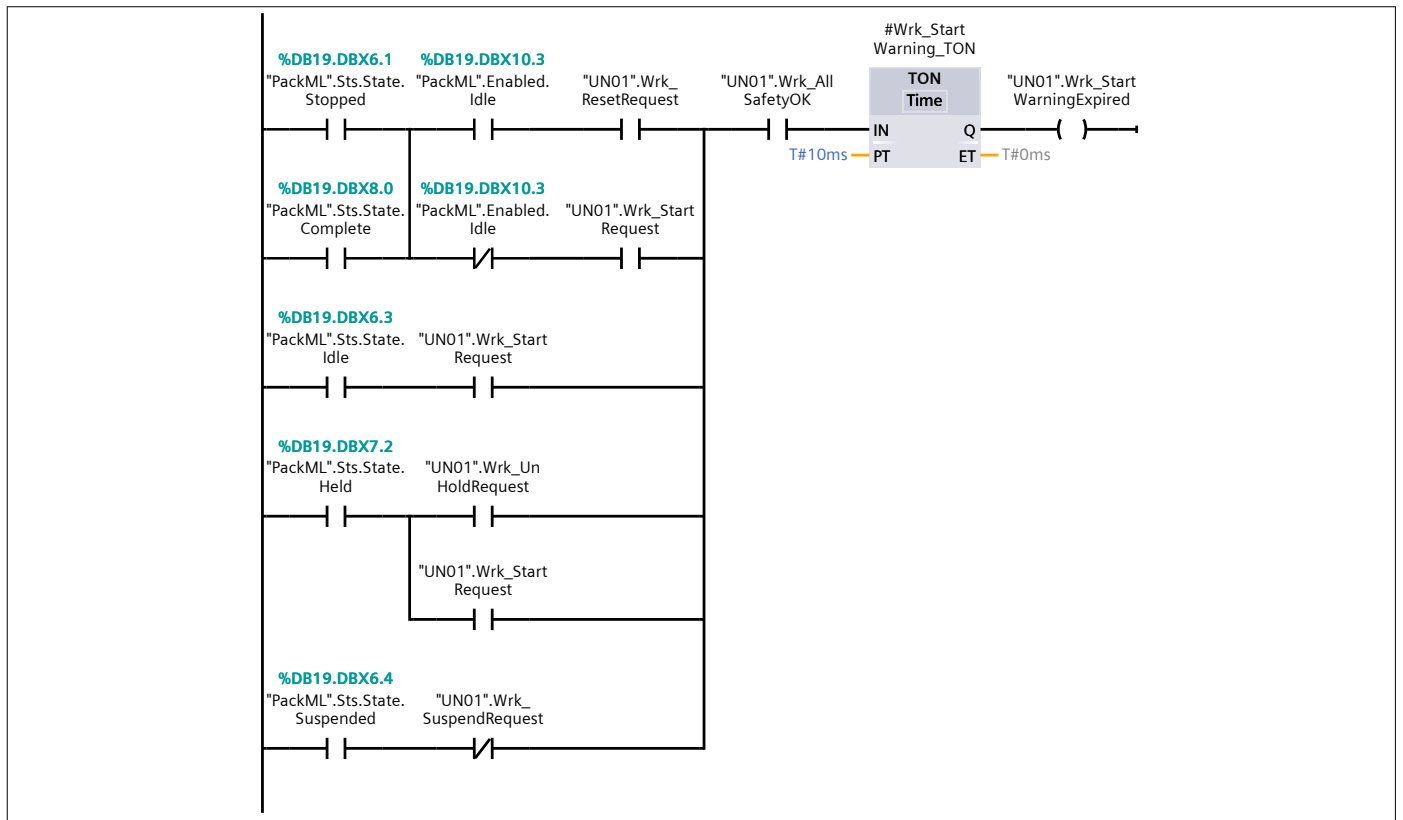 #Wrk_Start
Warning_TON
%DB19.DBX6.1
%DB19.DBX10.3
"PackML".Sts.State.
Stopped
"PackML".Enabled.
Idle
"UN01".Wrk_
ResetRequest
"UN01".Wrk_All
SafetyOK
TON
Time
"UN01".Wrk_Start
WarningExpired
IN
Q
T#10ms
PT
ET
T#0ms
%DB19.DBX8.0
%DB19.DBX10.3
"PackML".Sts.State.
Complete
"PackML".Enabled.
Idle
"UN01".Wrk_Start
Request
%DB19.DBX6.3
"PackML".Sts.State.
Idle
"UN01".Wrk_Start
Request
%DB19.DBX7.2
"PackML".Sts.State.
Held
"UN01".Wrk_Un
HoldRequest
"UN01".Wrk_Start
Request
%DB19.DBX6.4
"PackML".Sts.State.
Suspended
"UN01".Wrk_
SuspendRequest